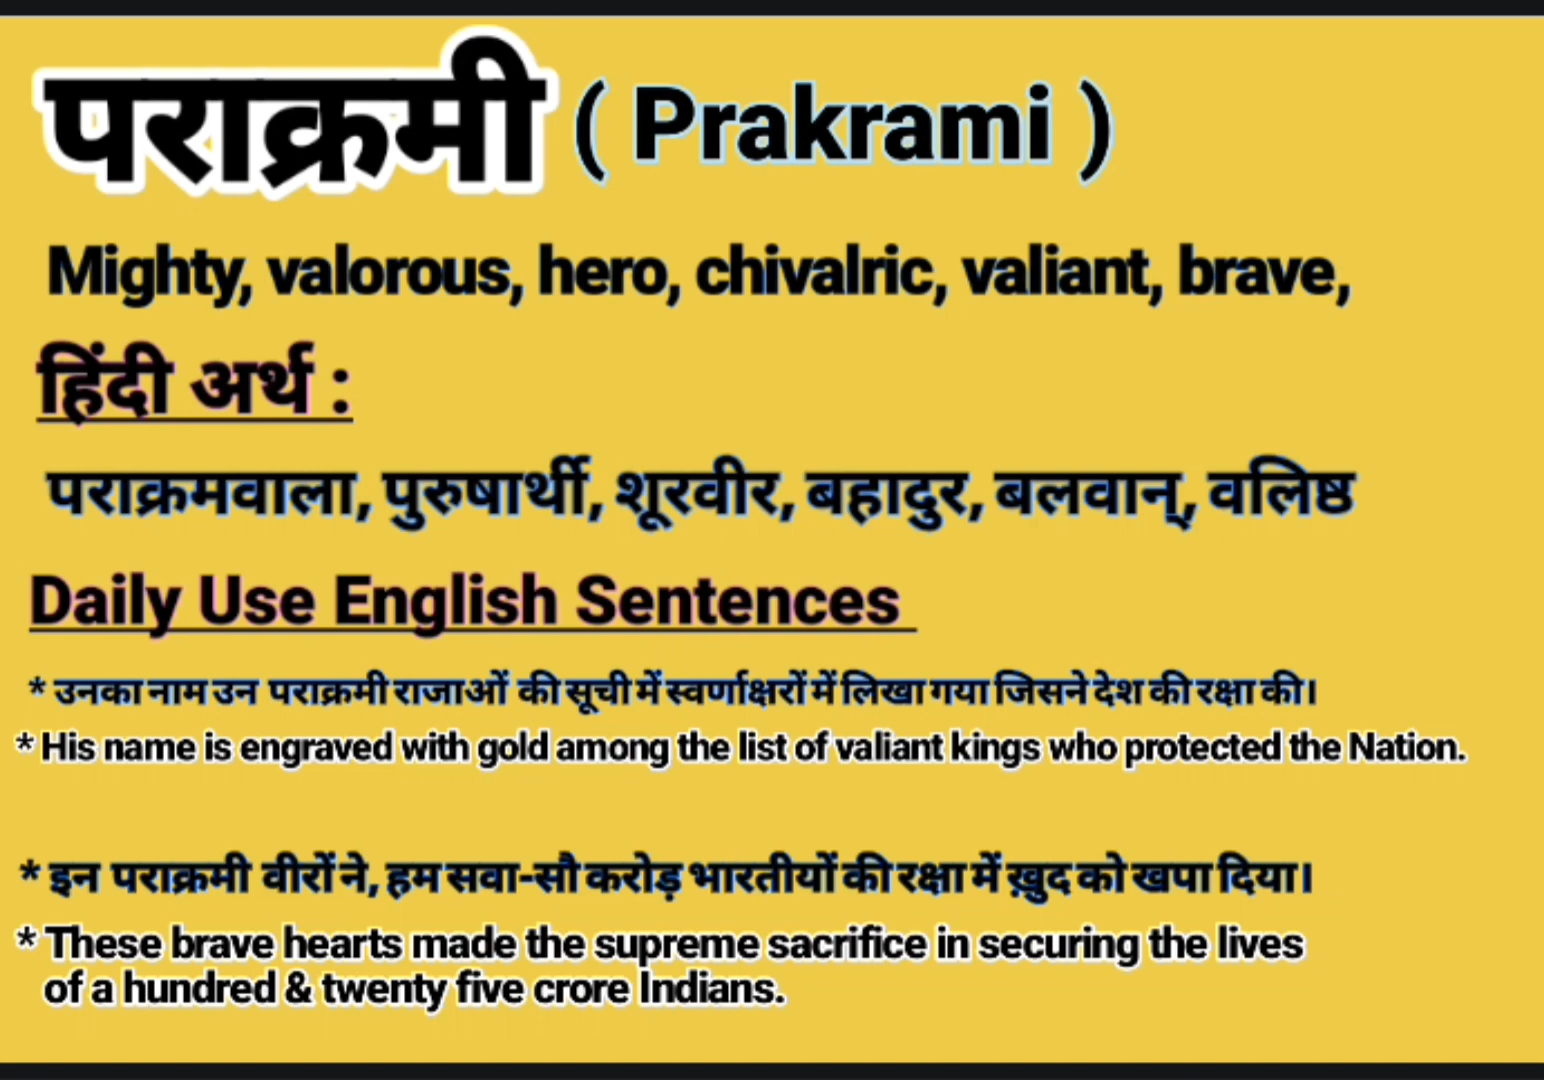 पराक्रमी ( Prakrami )
Mighty, valorous, hero, chivalric, valiant, brave,
हिंदी अर्थ :
पराक्रमवाला, पुरुषार्थी, शूरवीर, बहादुर, बलवान्, वलिष्ठ
Daily Use English Sentences
* उनका नाम उन पराक्रमी राजाओं की सूची में स्वर्णाक्षरों में लिखा गया जिसने देश की रक्षा की।
* His name is engraved with gold among the list of valiant kings who protected the Nation.
* इन पराक्रमी वीरों ने, हम सवा-सौ करोड़ भारतीयों की रक्षा में ख़ुद को खपा दिया।
* These brave hearts made the supreme sacrifice in securing the lives
of a hundred & twenty five crore Indians.